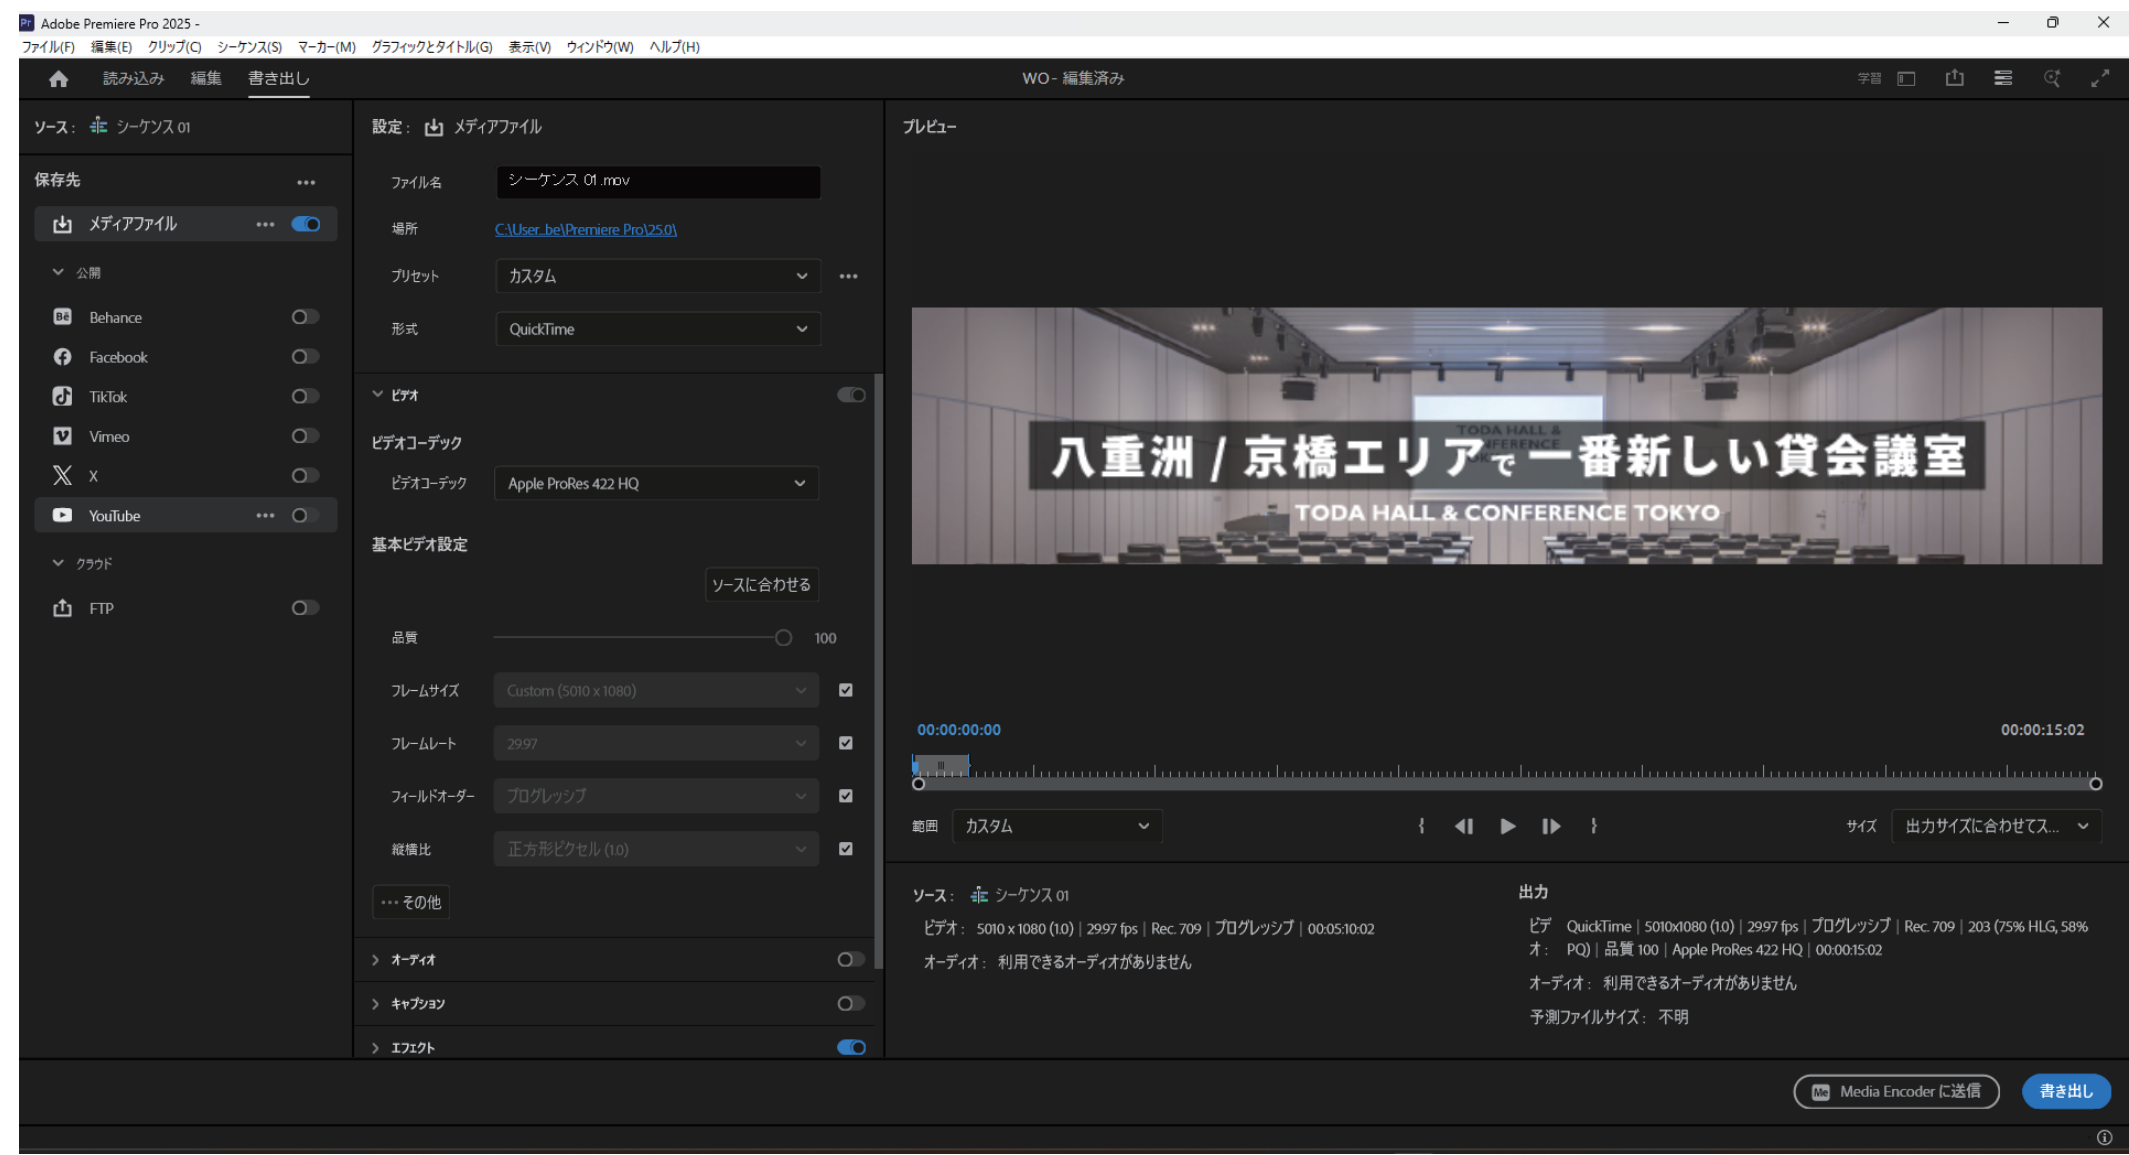 Adobe Premiere Pro 2025 -
ファイル(F) 編集(E) クリップ(C) シーケンス(S) マーカー(M) グラフィックとタイトル(G) 表示(V) ウィンドウ(W) ヘルプ(H)
読み込み 編集 書き出し
WO- 編集済み
学習
ソース : シーケンス 01
保存先
メディアファイル
公開
Behance
Facebook
TikTok
Vimeo
X
YouTube
クラウド
FTP
設定 : メディアファイル
ファイル名 シーケンス 01.mov
場所 C:\User...be\Premiere Pro\25.0\
プリセット カスタム
形式 QuickTime
ビデオ
ビデオコーデック
ビデオコーデック Apple ProRes 422 HQ
基本ビデオ設定
ソースに合わせる
品質 100
フレームサイズ Custom (5010 x 1080)
フレームレート 29.97
フィールドオーダー プログレッシブ
縦横比 正方形ピクセル (1.0)
... その他
オーディオ
キャプション
エフェクト
プレビュー
TODA HALL &
CONFERENCE
八重洲 / 京橋エリアで一番新しい貸会議室
TODA HALL & CONFERENCE TOKYO
00:00:00:00
00:00:15:02
範囲 カスタム
サイズ 出力サイズに合わせてス...
ソース : シーケンス 01
ビデオ : 5010 x 1080 (1.0) | 29.97 fps | Rec. 709 | プログレッシブ | 00:05:10:02
オーディオ : 利用できるオーディオがありません
出力
ビデオ : QuickTime | 5010x1080 (1.0) | 29.97 fps | プログレッシブ | Rec. 709 | 203 (75% HLG, 58%
PQ) | 品質 100 | Apple ProRes 422 HQ | 00:00:15:02
オーディオ : 利用できるオーディオがありません
予測ファイルサイズ : 不明
Me Media Encoder に送信
書き出し